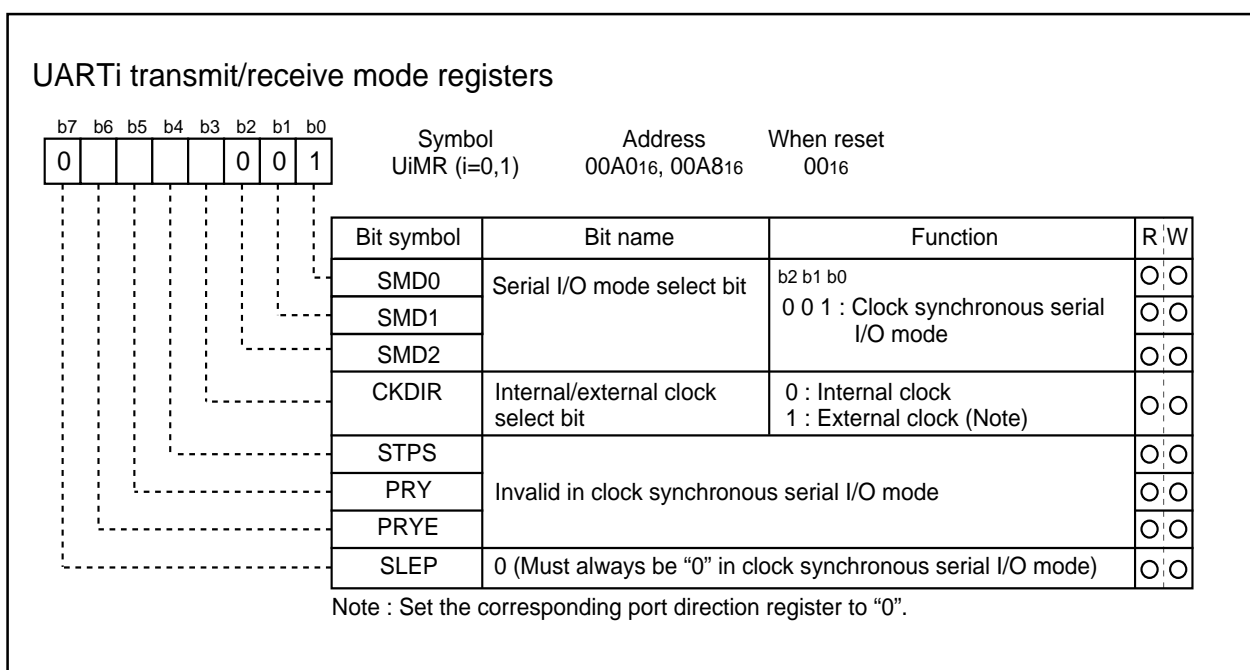 UARTi transmit/receive mode registers
b7 b6 b5 b4 b3 b2 b1 b0
0 0 0 1
Symbol Address When reset
UiMR (i=0,1) 00A016, 00A816 0016
Bit symbol Bit name Function R W
SMD0 Serial I/O mode select bit b2 b1 b0
SMD1 0 0 1 : Clock synchronous serial
I/O mode
SMD2
CKDIR Internal/external clock 0 : Internal clock
select bit 1 : External clock (Note)
STPS
PRY Invalid in clock synchronous serial I/O mode
PRYE
SLEP 0 (Must always be “0” in clock synchronous serial I/O mode)
Note : Set the corresponding port direction register to “0”.